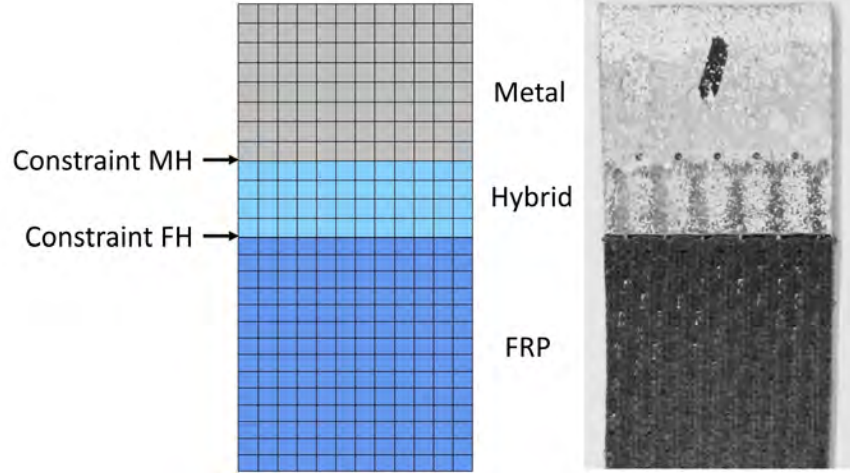 Metal
Constraint MH
Hybrid
Constraint FH
FRP